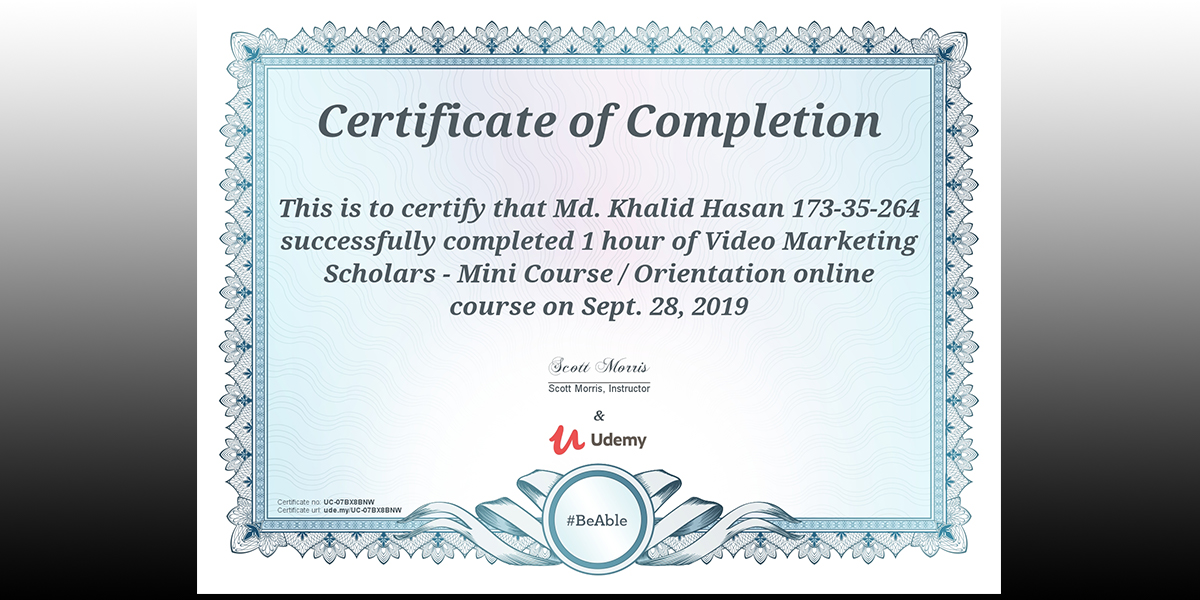 Certificate of Completion
This is to certify that Md. Khalid Hasan 173-35-264
successfully completed 1 hour of Video Marketing
Scholars - Mini Course / Orientation online
course on Sept. 28, 2019
Scott Morris
Scott Morris, Instructor
&
Udemy
Certificate no: UC-07BX8BNW
Certificate url: ude.my/UC-07BX8BNW
#BeAble